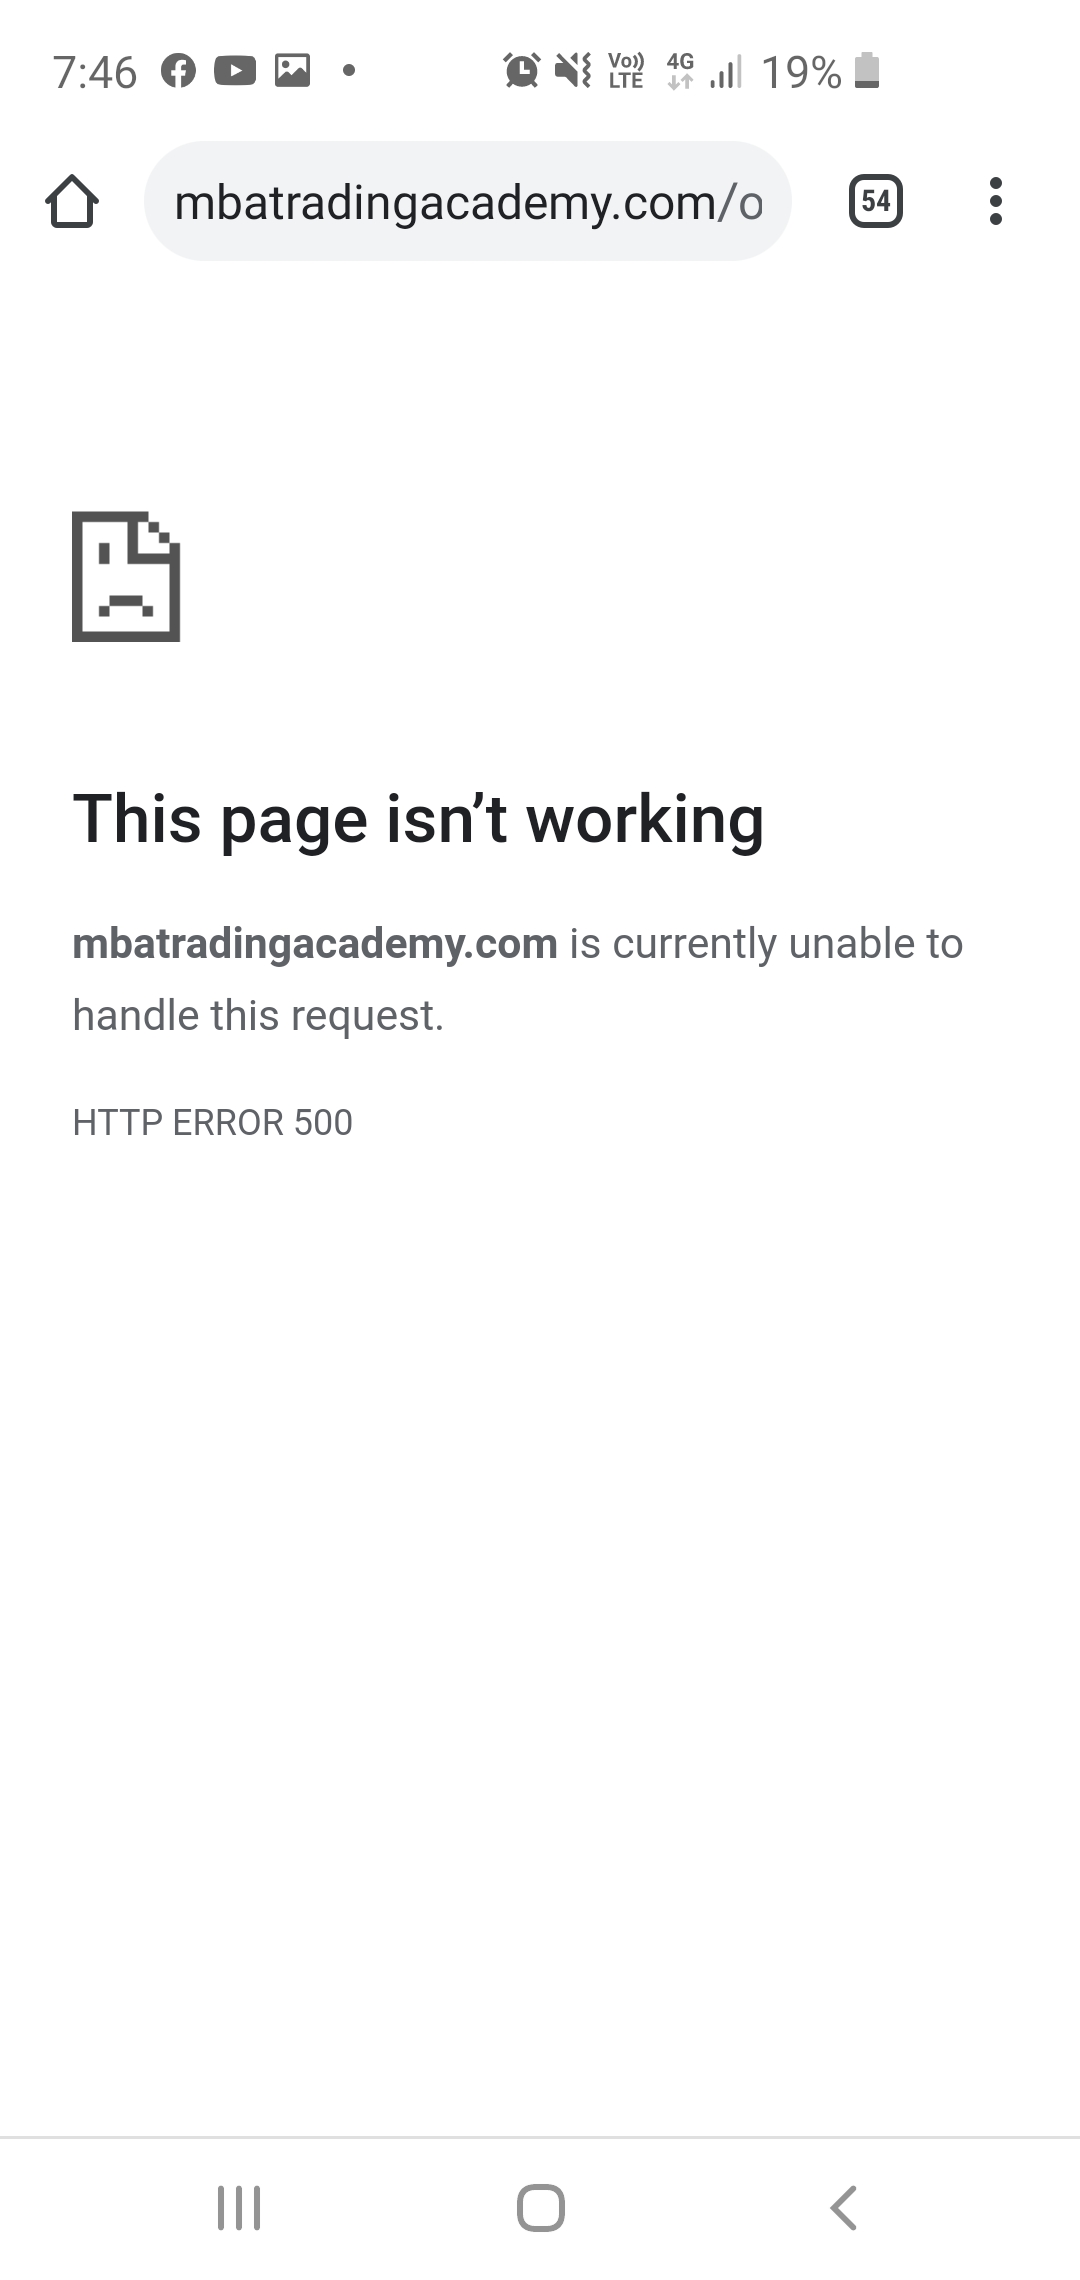 7:46 Vo)) LTE 4G 19%
mbatradingacademy.com/o
54
This page isn’t working
mbatradingacademy.com is currently unable to
handle this request.
HTTP ERROR 500